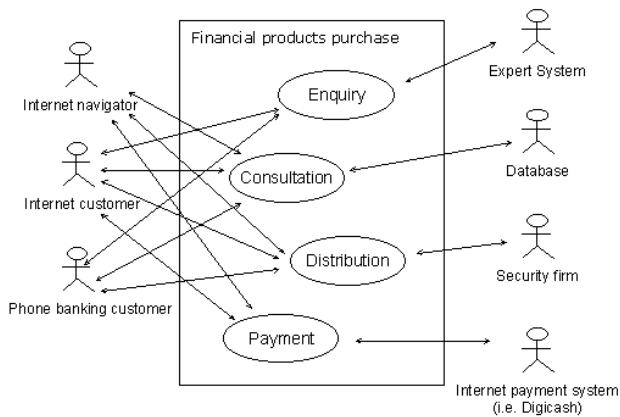 Financial products purchase
Internet navigator
Internet customer
Phone banking customer
Enquiry
Consultation
Distribution
Payment
Expert System
Database
Security firm
Internet payment system
(i.e. Digicash)